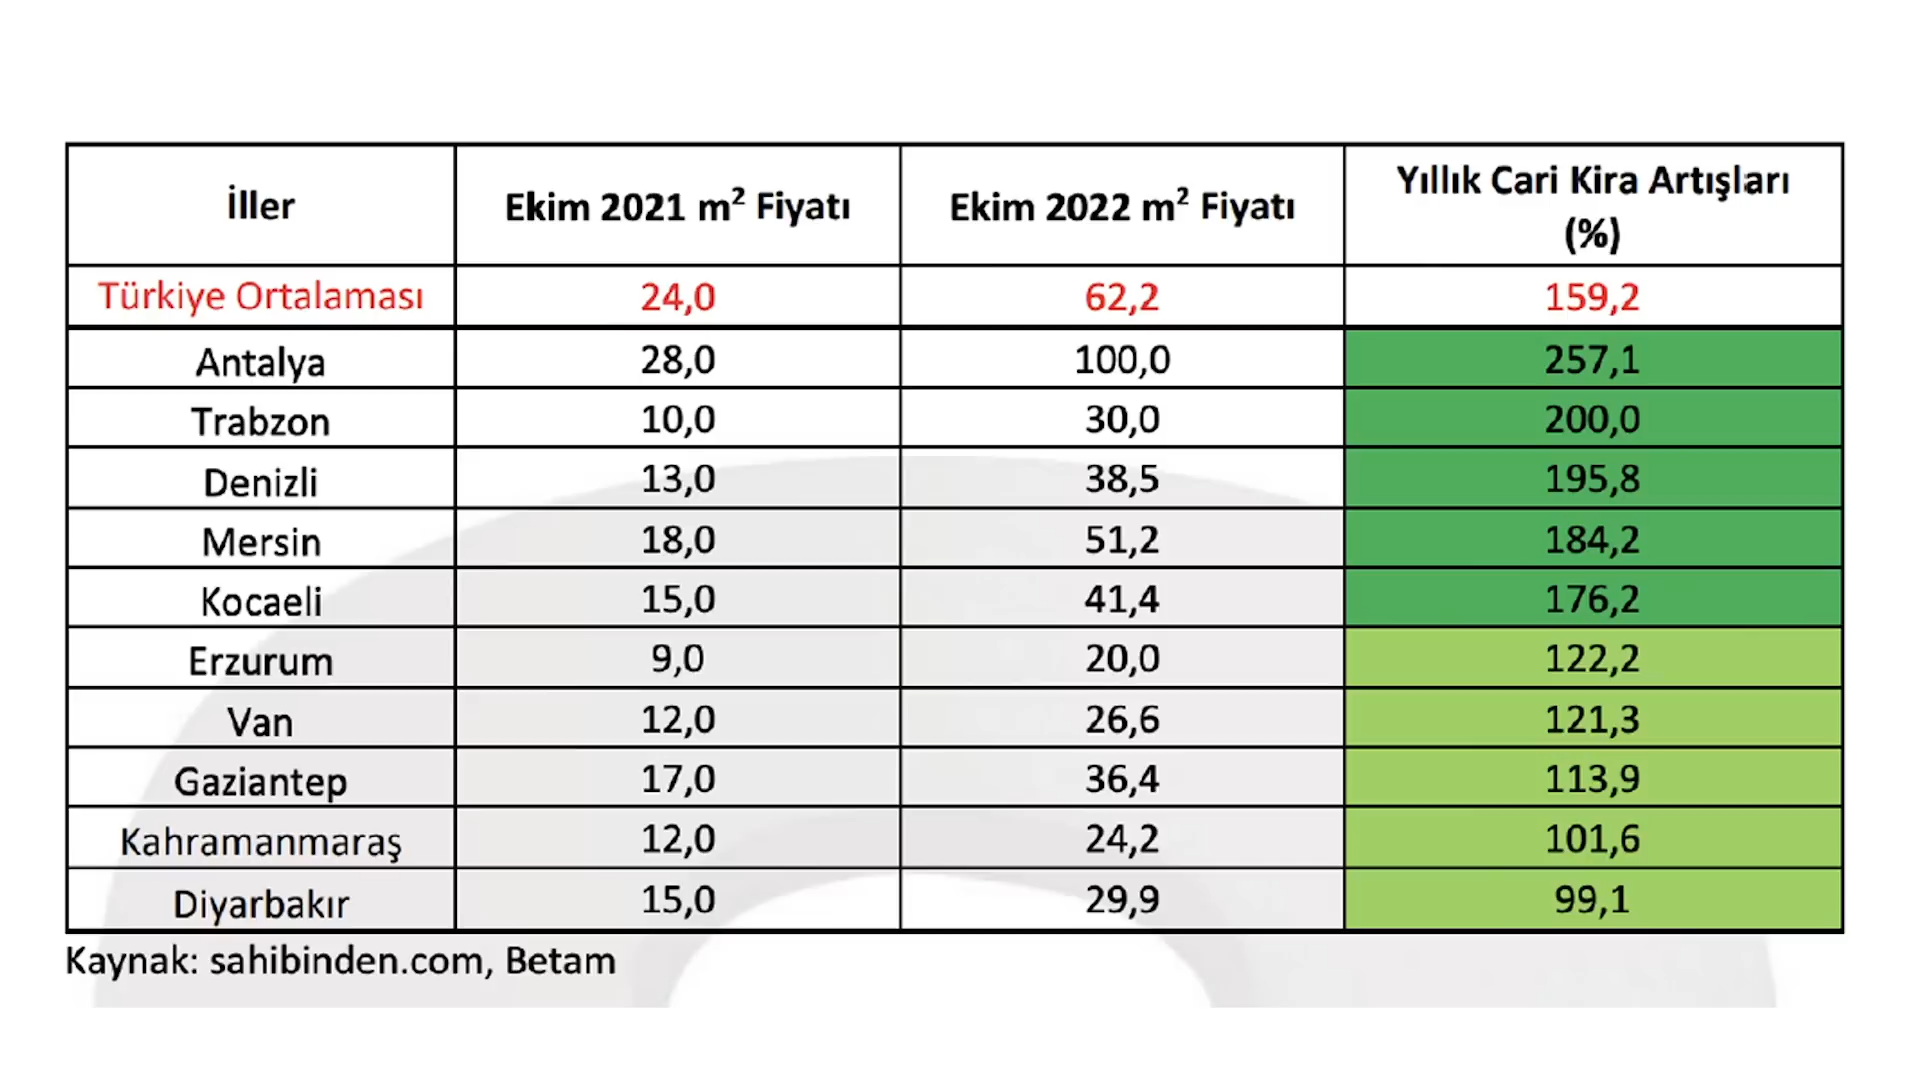 İller Ekim 2021 m² Fiyatı Ekim 2022 m² Fiyatı Yıllık Cari Kira Artışları (%)
Türkiye Ortalaması 24,0 62,2 159,2
Antalya 28,0 100,0 257,1
Trabzon 10,0 30,0 200,0
Denizli 13,0 38,5 195,8
Mersin 18,0 51,2 184,2
Kocaeli 15,0 41,4 176,2
Erzurum 9,0 20,0 122,2
Van 12,0 26,6 121,3
Gaziantep 17,0 36,4 113,9
Kahramanmaraş 12,0 24,2 101,6
Diyarbakır 15,0 29,9 99,1
Kaynak: sahibinden.com, Betam